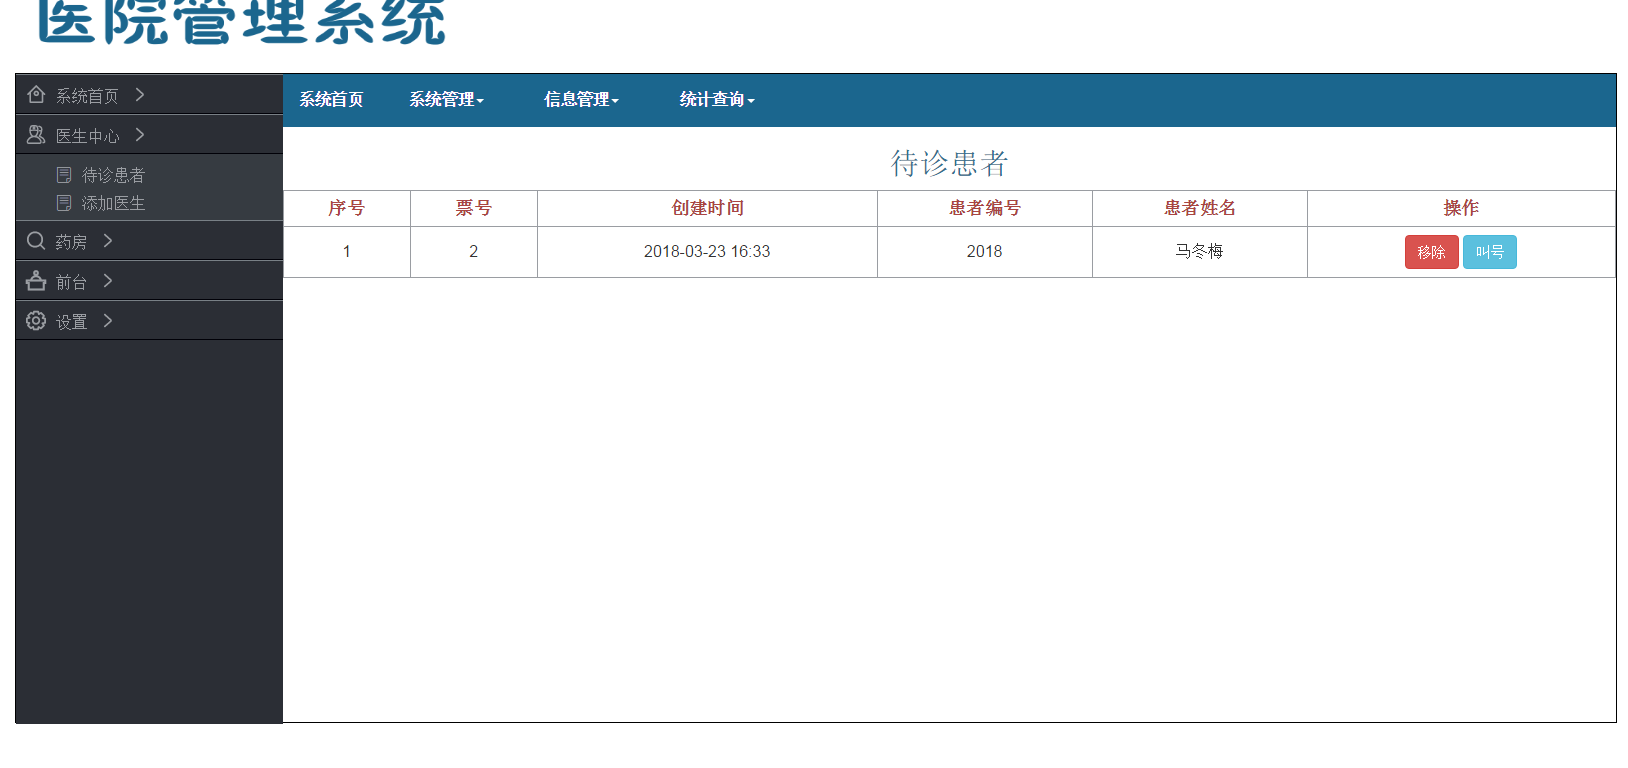 医院管理系统
系统首页
医生中心
待诊患者
添加医生
药房
前台
设置
系统首页 系统管理 信息管理 统计查询
待诊患者
序号 票号 创建时间 患者编号 患者姓名 操作
1 2 2018-03-23 16:33 2018 马冬梅 移除 叫号